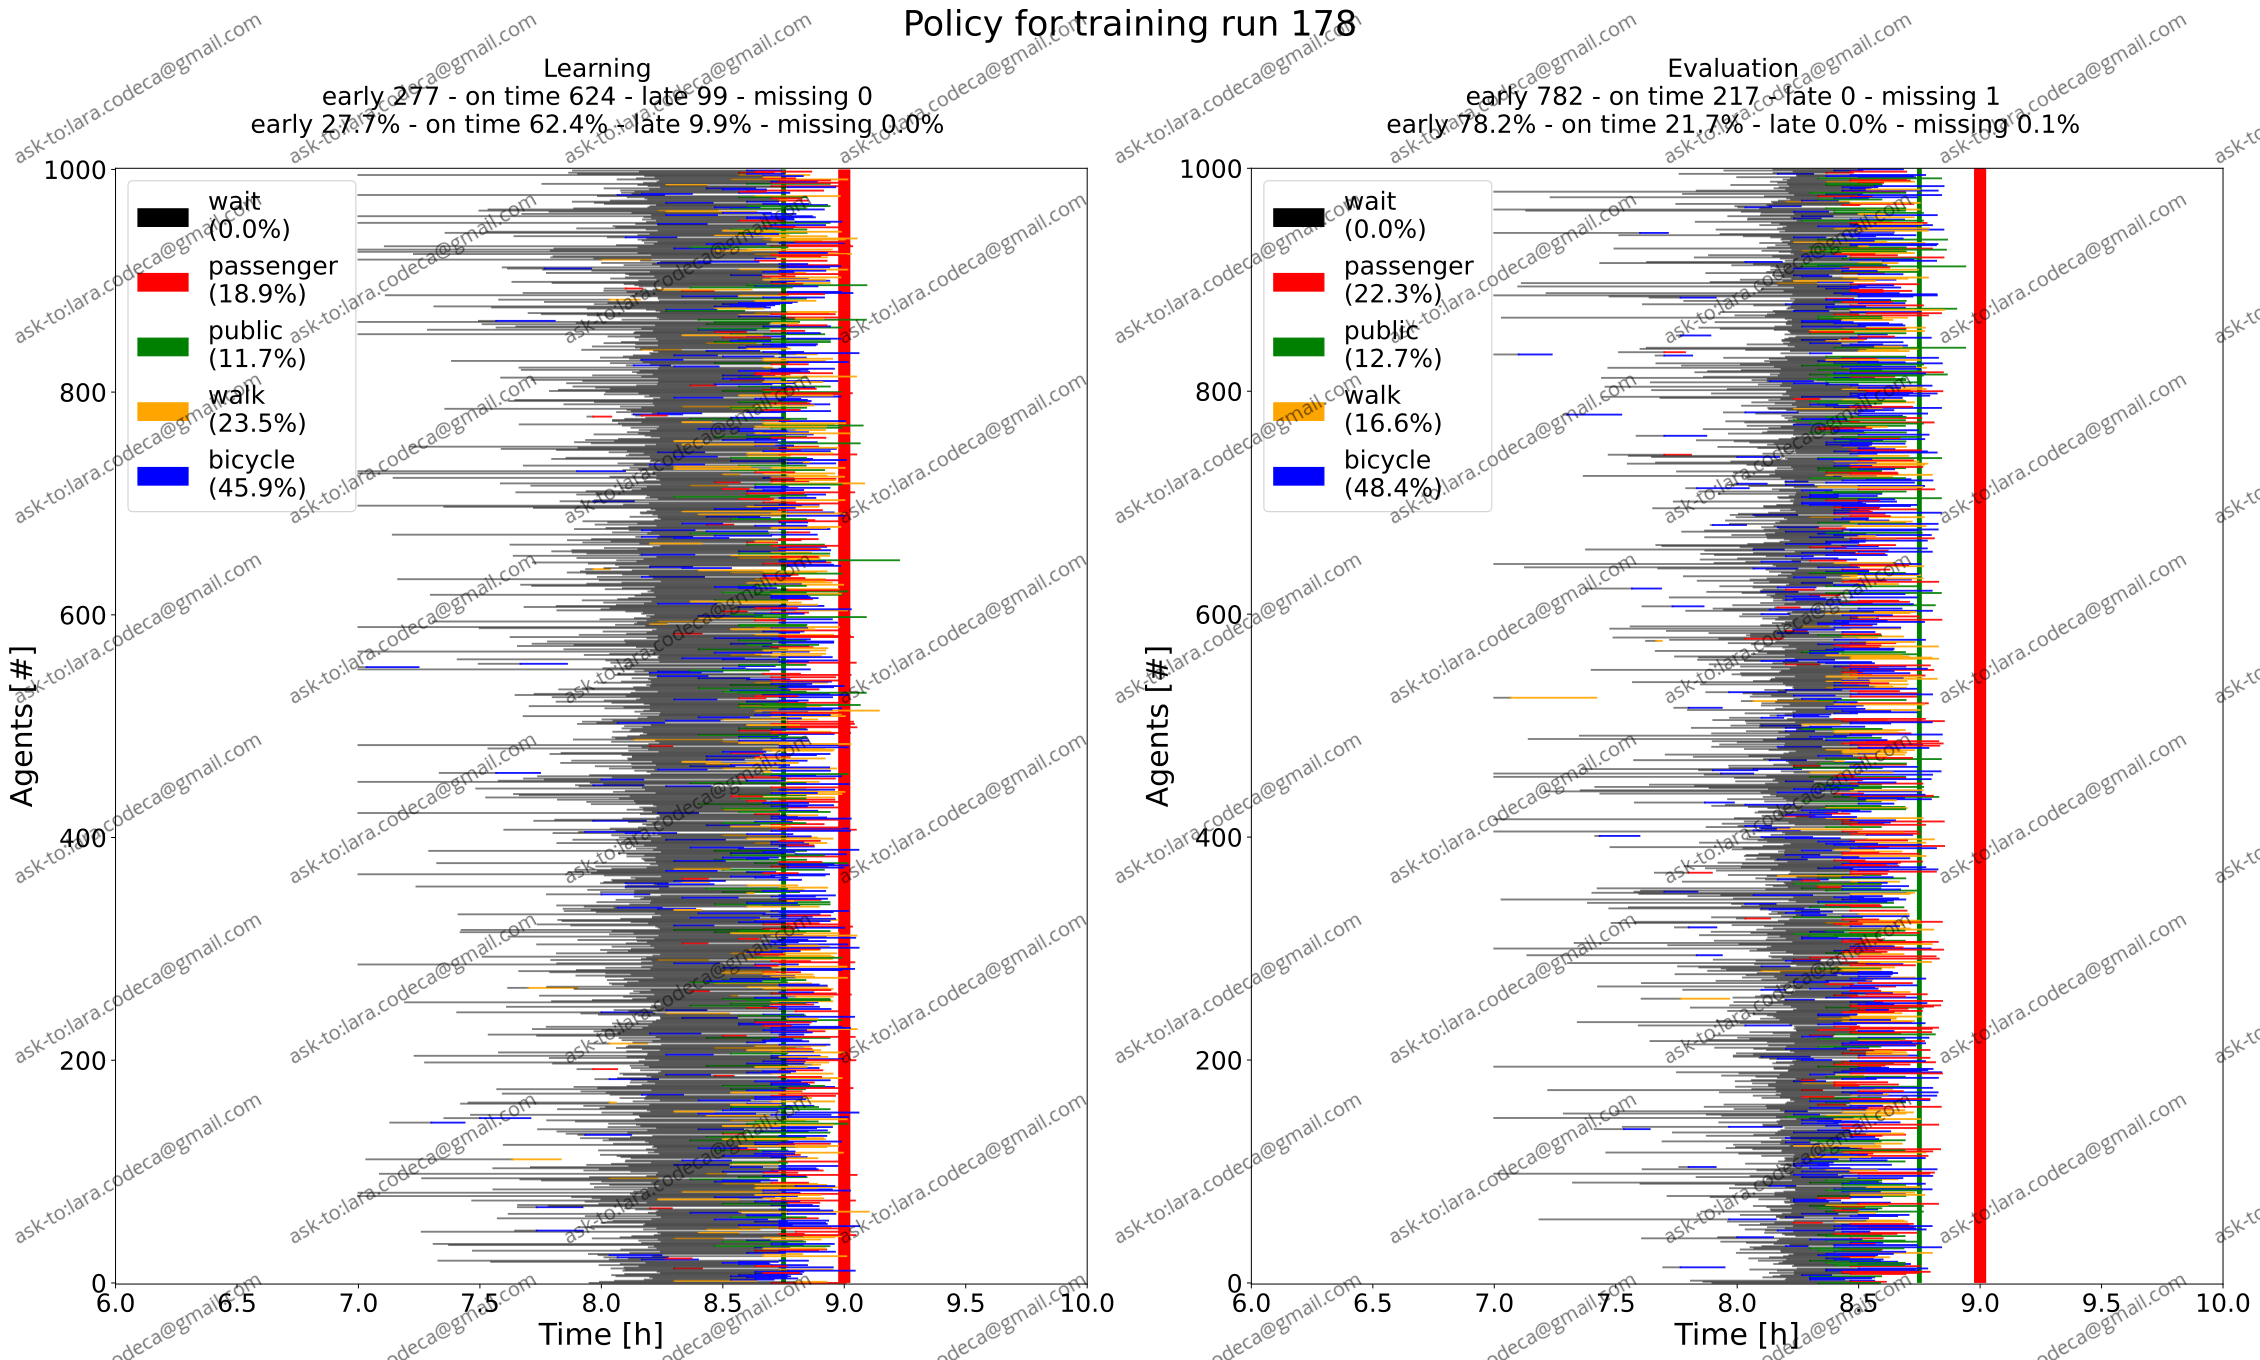 Policy for training run 178
Learning
early 277 - on time 624 - late 99 - missing 0
early 27.7% - on time 62.4% - late 9.9% - missing 0.0%
1000
800
600
400
200
0
Agents [#]
wait
(0.0%)
passenger
(18.9%)
public
(11.7%)
walk
(23.5%)
bicycle
(45.9%)
6.0 6.5 7.0 7.5 8.0 8.5 9.0 9.5 10.0
Time [h]
Evaluation
early 782 - on time 217 - late 0 - missing 1
early 78.2% - on time 21.7% - late 0.0% - missing 0.1%
1000
800
600
400
200
0
Agents [#]
wait
(0.0%)
passenger
(22.3%)
public
(12.7%)
walk
(16.6%)
bicycle
(48.4%)
6.0 6.5 7.0 7.5 8.0 8.5 9.0 9.5 10.0
Time [h]
ask-to:lara.codeca@gmail.com